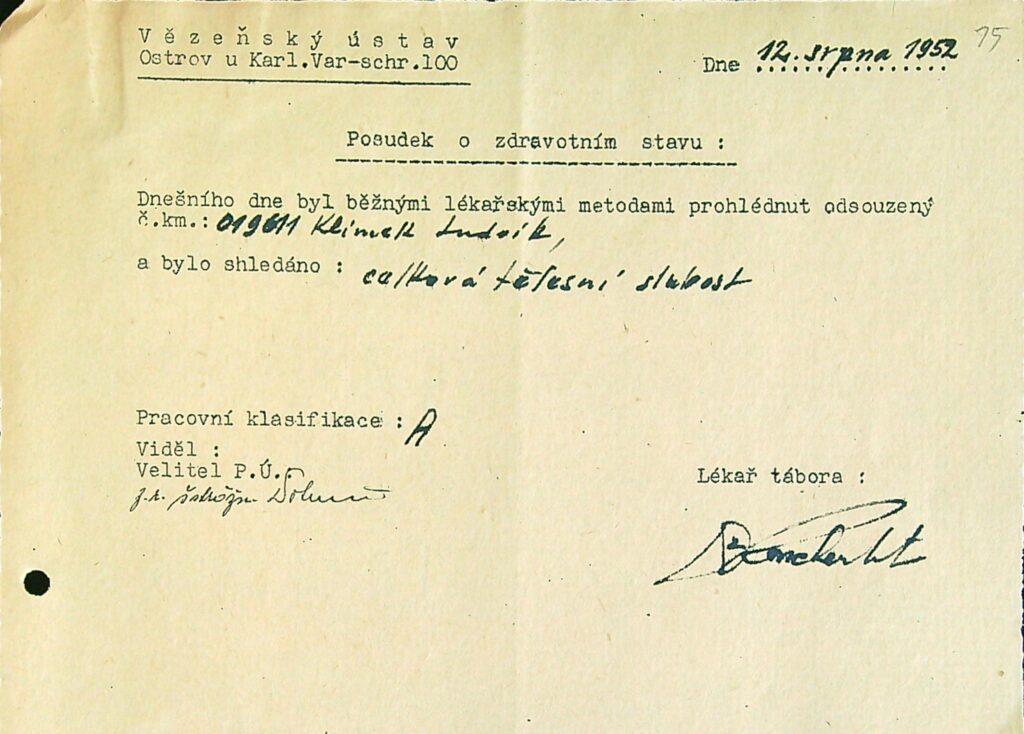 Vězeňský ústav
Ostrov u Karl.Var-schr.100
75
Dne 12. srpna 1952
Posudek o zdravotním stavu :
Dnešního dne byl běžnými lékařskými metodami prohlédnut odsouzený
č.km.: 019611 Klimek Ludvik,
a bylo shledáno : celková tělesní slabost
Pracovní klasifikace : A
Viděl :
Velitel P.Ú.:
Lékař tábora :